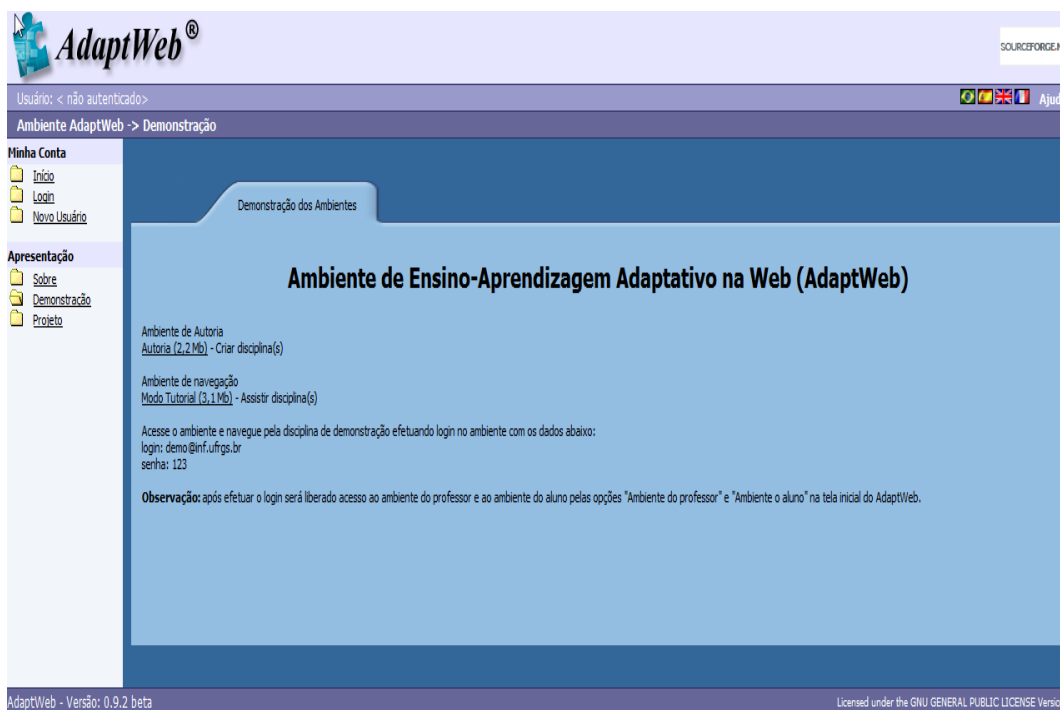 AdaptWeb®
SOURCEFORGE.
Usuário: < não autenticado>
Ambiente AdaptWeb -> Demonstração
Minha Conta
Início
Login
Novo Usuário
Apresentação
Sobre
Demonstração
Projeto
Demonstração dos Ambientes
Ambiente de Ensino-Aprendizagem Adaptativo na Web (AdaptWeb)
Ambiente de Autoria
Autoria (2,2 Mb) - Criar disciplina(s)
Ambiente de navegação
Modo Tutorial (3,1 Mb) - Assistir disciplina(s)
Acesse o ambiente e navegue pela disciplina de demonstração efetuando login no ambiente com os dados abaixo:
login: demo@inf.ufrgs.br
senha: 123
Observação: após efetuar o login será liberado acesso ao ambiente do professor e ao ambiente do aluno pelas opções "Ambiente do professor" e "Ambiente o aluno" na tela inicial do AdaptWeb.
AdaptWeb - Versão: 0.9.2 beta
Licensed under the GNU GENERAL PUBLIC LICENSE